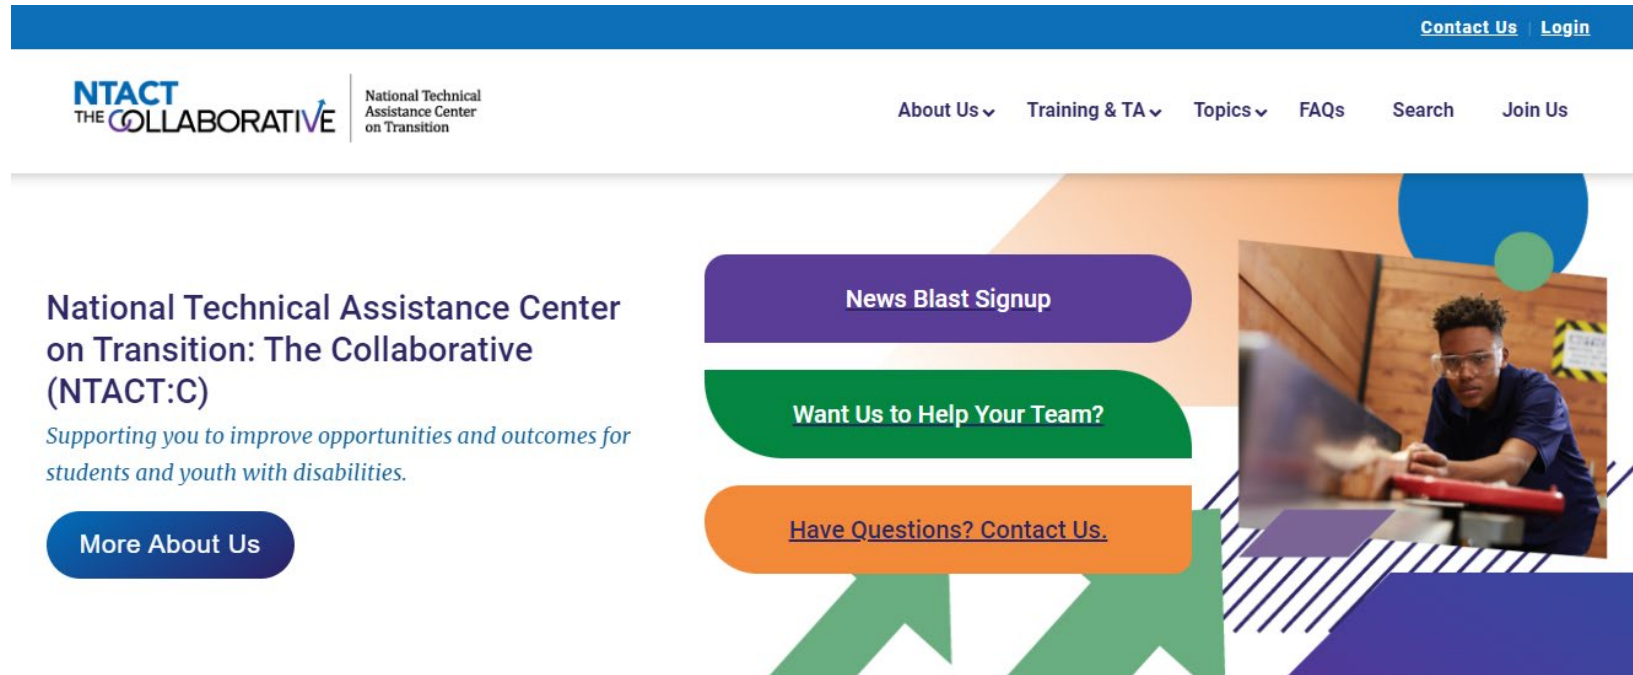 Contact Us | Login
NTACT
THE COLLABORATIVE
National Technical
Assistance Center
on Transition
About Us
Training & TA
Topics
FAQs
Search
Join Us
National Technical Assistance Center
on Transition: The Collaborative
(NTACT:C)
Supporting you to improve opportunities and outcomes for
students and youth with disabilities.
More About Us
News Blast Signup
Want Us to Help Your Team?
Have Questions? Contact Us.